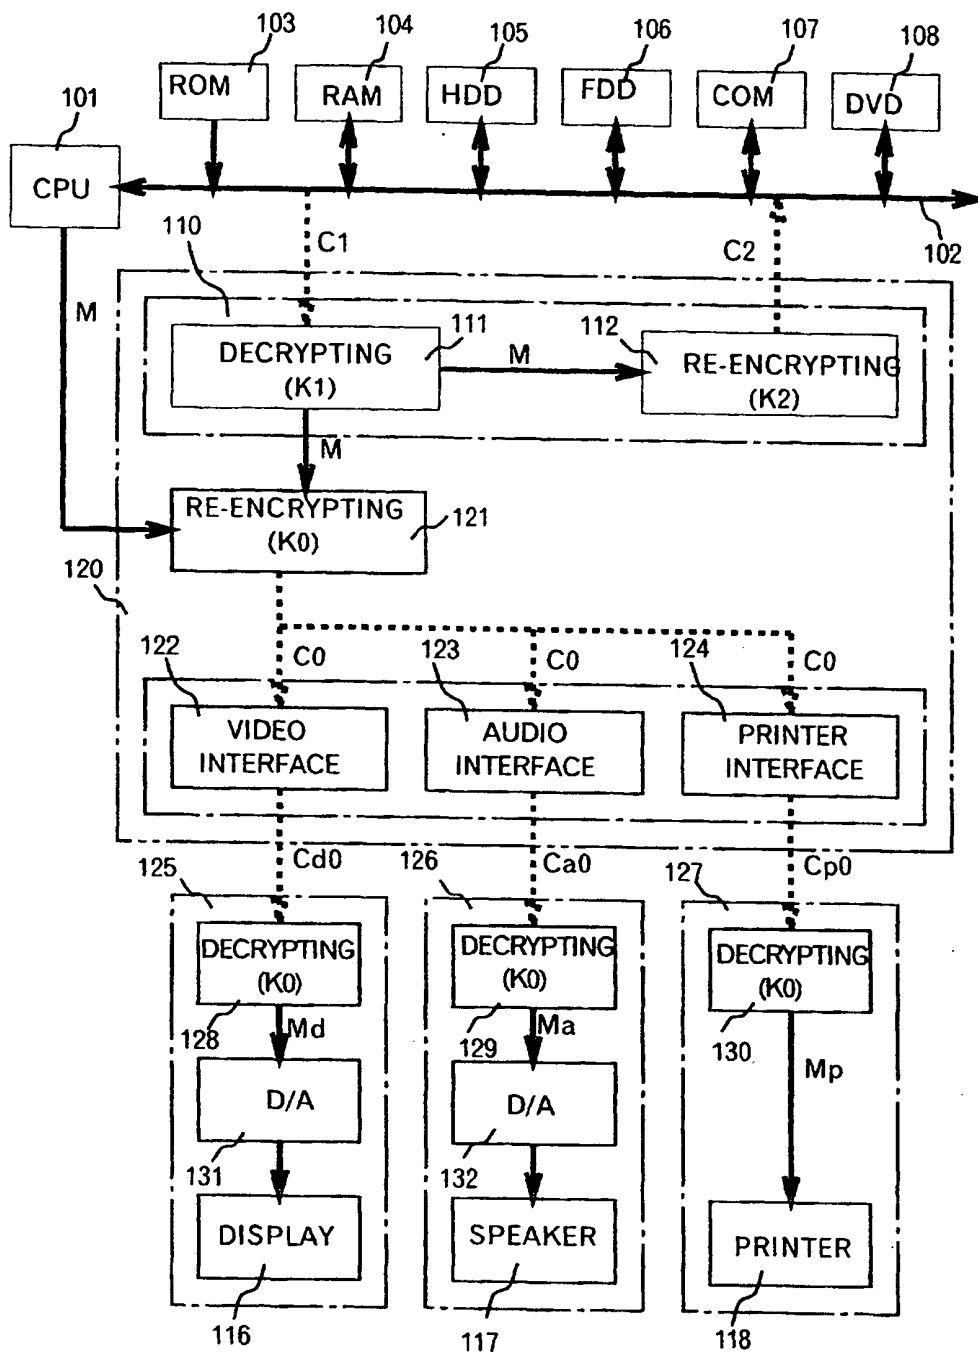 103
104
105
106
107
108
101
ROM
RAM
HDD
FDD
COM
DVD
CPU
102
110
C1
C2
M
111
112
DECRYPTING
(K1)
M
RE-ENCRYPTING
(K2)
M
RE-ENCRYPTING
(K0)
121
120
122
C0
123
C0
124
C0
VIDEO
INTERFACE
AUDIO
INTERFACE
PRINTER
INTERFACE
125
Cd0
126
Ca0
127
Cp0
DECRYPTING
(K0)
DECRYPTING
(K0)
DECRYPTING
(K0)
128
Md
129
Ma
130
Mp
D/A
D/A
131
132
DISPLAY
SPEAKER
PRINTER
116
117
118